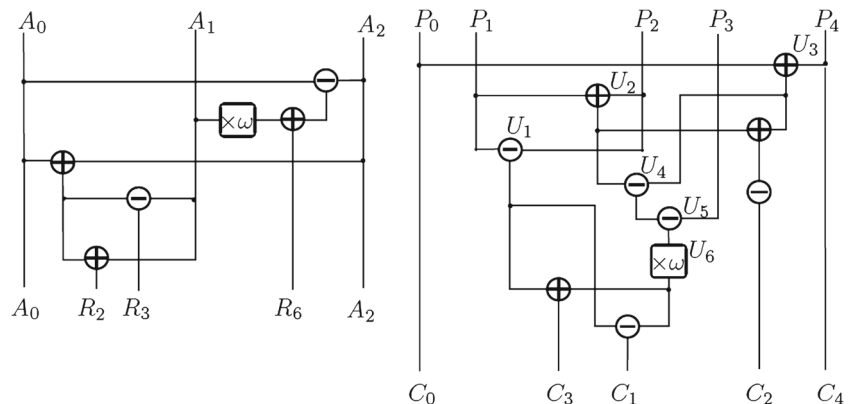 A₀ A₁ A₂ P₀ P₁ P₂ P₃ P₄
U₃
U₂
×ω
U₁
U₄
U₅
U₆
×ω
A₀ R₂ R₃ R₆ A₂
C₀ C₃ C₁ C₂ C₄